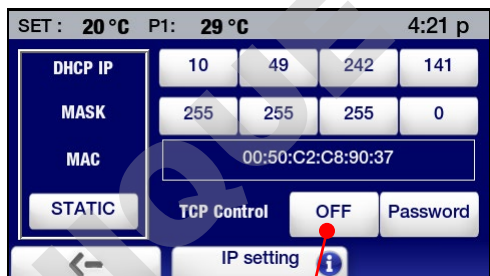 SET : 20 °C P1: 29 °C 4:21 p
DHCP IP 10 49 242 141
MASK 255 255 255 0
MAC 00:50:C2:C8:90:37
STATIC TCP Control OFF Password
<- IP setting i